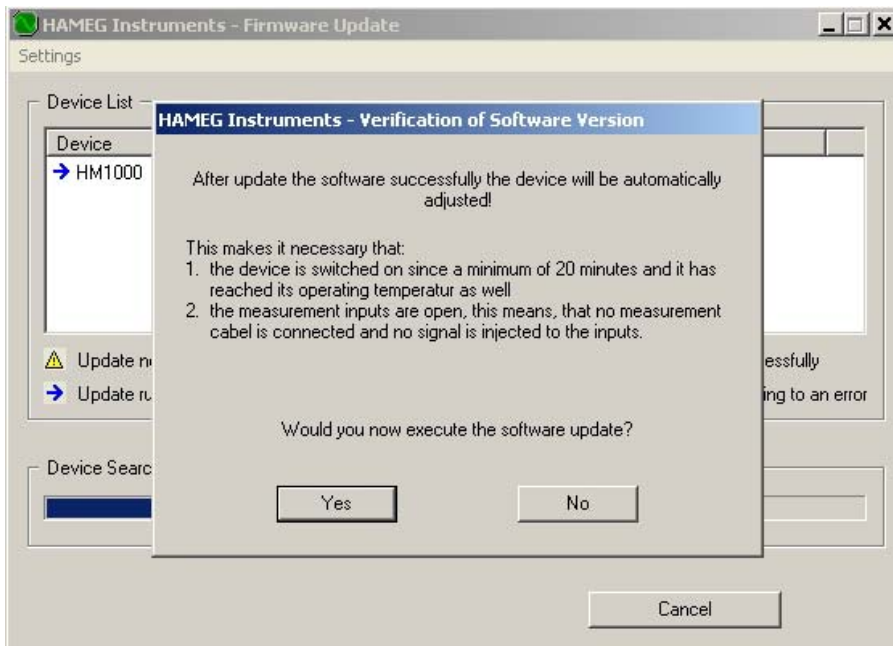 HAMEG Instruments - Firmware Update
Settings
Device List
HAMEG Instruments - Verification of Software Version
Device
HM1000
After update the software successfully the device will be automatically
adjusted!
This makes it necessary that:
1. the device is switched on since a minimum of 20 minutes and it has
reached its operating temperatur as well
2. the measurement inputs are open, this means, that no measurement
cabel is connected and no signal is injected to the inputs.
Update
Update
ing to an error
Would you now execute the software update?
Device
Yes No
Cancel